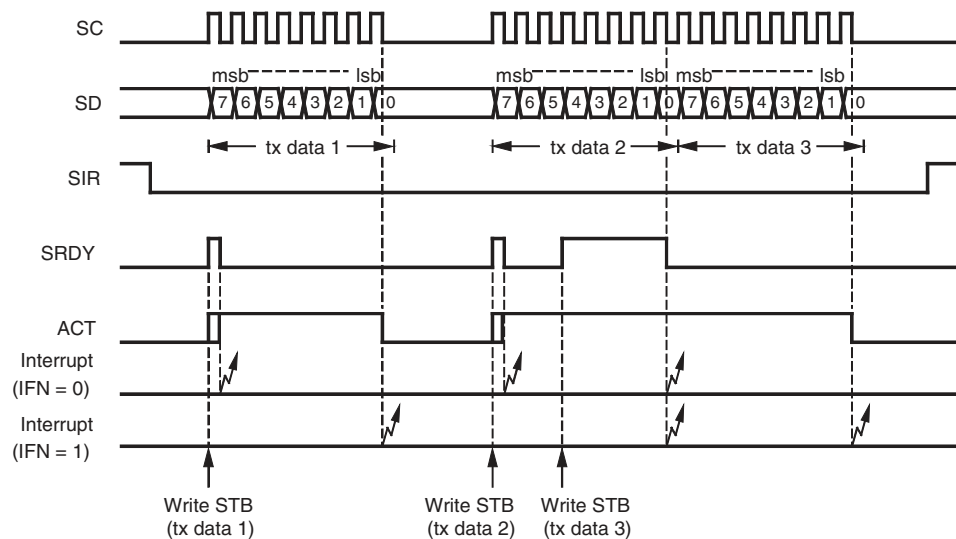 SC
msb lsb msb lsb msb lsb
SD 7 6 5 4 3 2 1 0 7 6 5 4 3 2 1 0 7 6 5 4 3 2 1 0
tx data 1 tx data 2 tx data 3
SIR
SRDY
ACT
Interrupt
(IFN = 0)
Interrupt
(IFN = 1)
Write STB Write STB Write STB
(tx data 1) (tx data 2) (tx data 3)